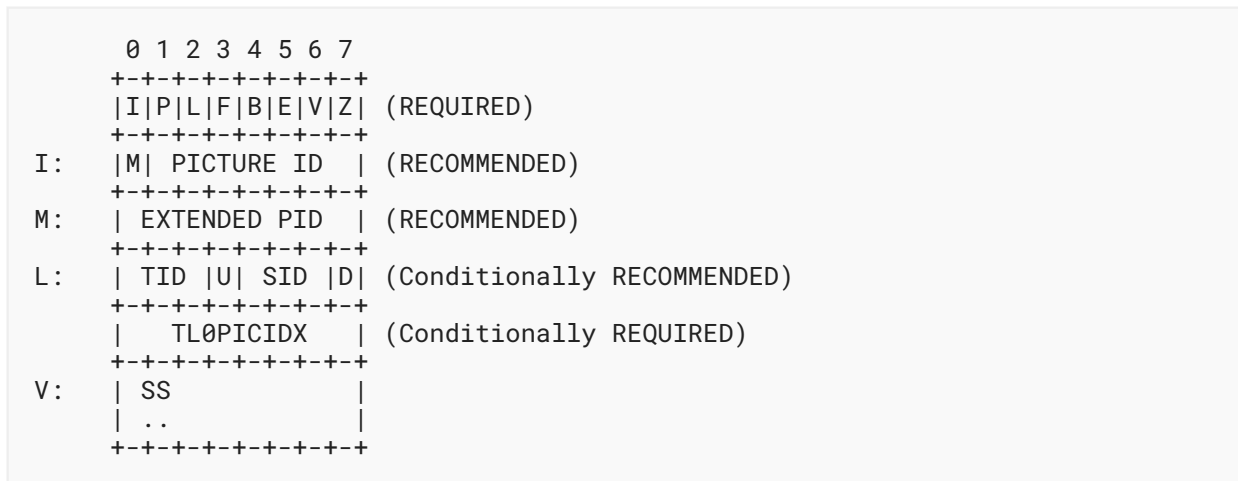 0 1 2 3 4 5 6 7
     +-+-+-+-+-+-+-+-+
     |I|P|L|F|B|E|V|Z| (REQUIRED)
     +-+-+-+-+-+-+-+-+
I:   |M| PICTURE ID  | (RECOMMENDED)
     +-+-+-+-+-+-+-+-+
M:   | EXTENDED PID  | (RECOMMENDED)
     +-+-+-+-+-+-+-+-+
L:   | TID |U| SID |D| (Conditionally RECOMMENDED)
     +-+-+-+-+-+-+-+-+
     |   TL0PICIDX   | (Conditionally REQUIRED)
     +-+-+-+-+-+-+-+-+
V:   | SS            |
     | ..            |
     +-+-+-+-+-+-+-+-+